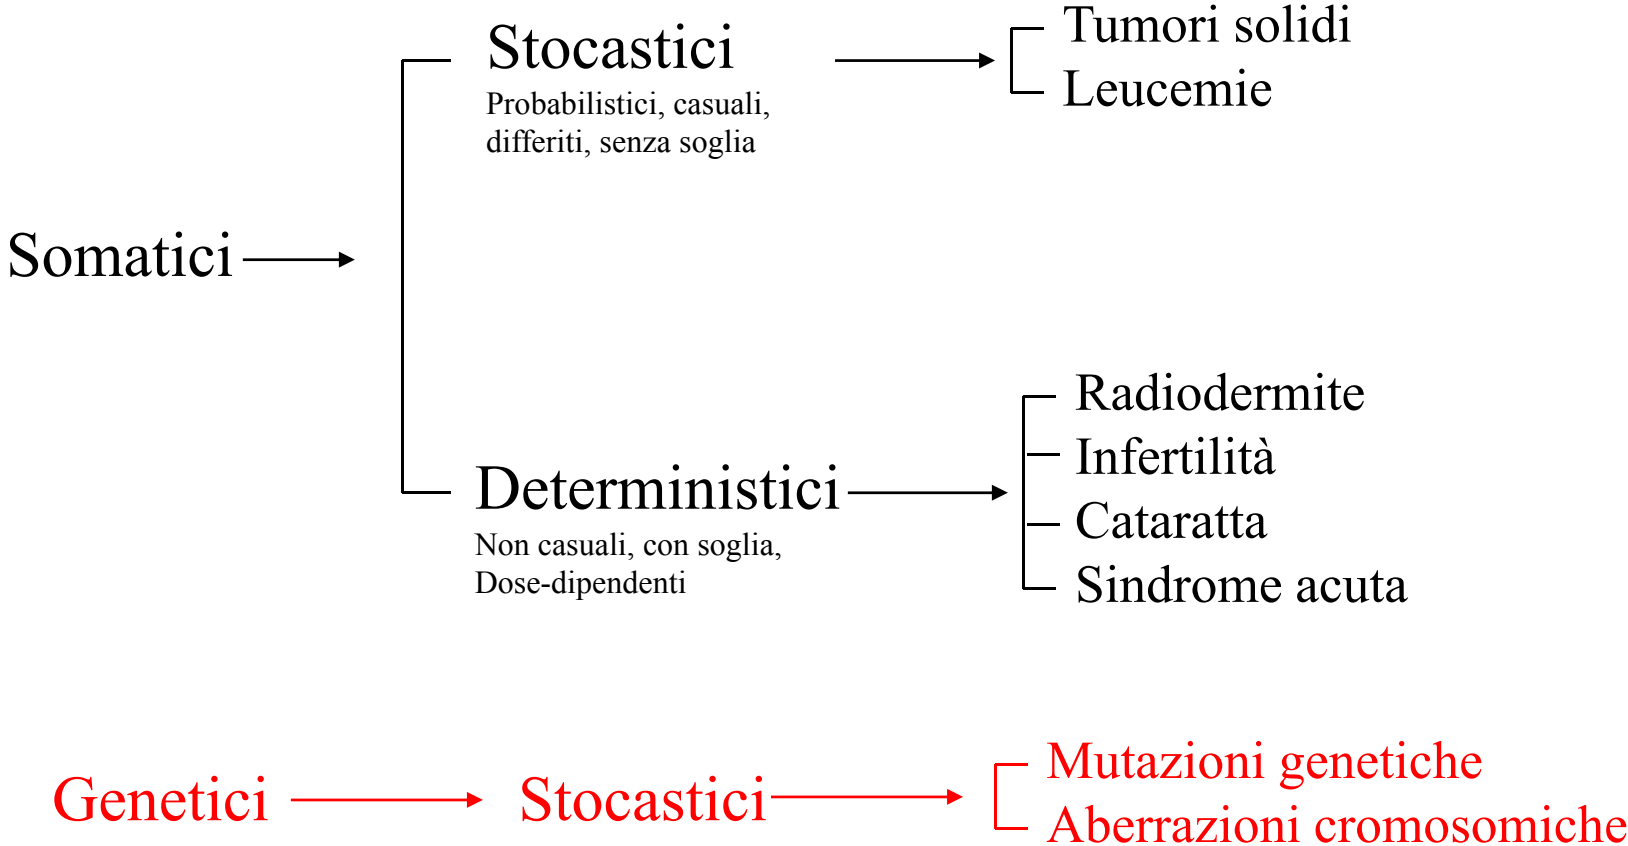 Stocastici
Probabilistici, casuali,
differiti, senza soglia
Tumori solidi
Leucemie
Somatici
Deterministici
Non casuali, con soglia,
Dose-dipendenti
Radiodermite
Infertilità
Cataratta
Sindrome acuta
Genetici
Stocastici
Mutazioni genetiche
Aberrazioni cromosomiche